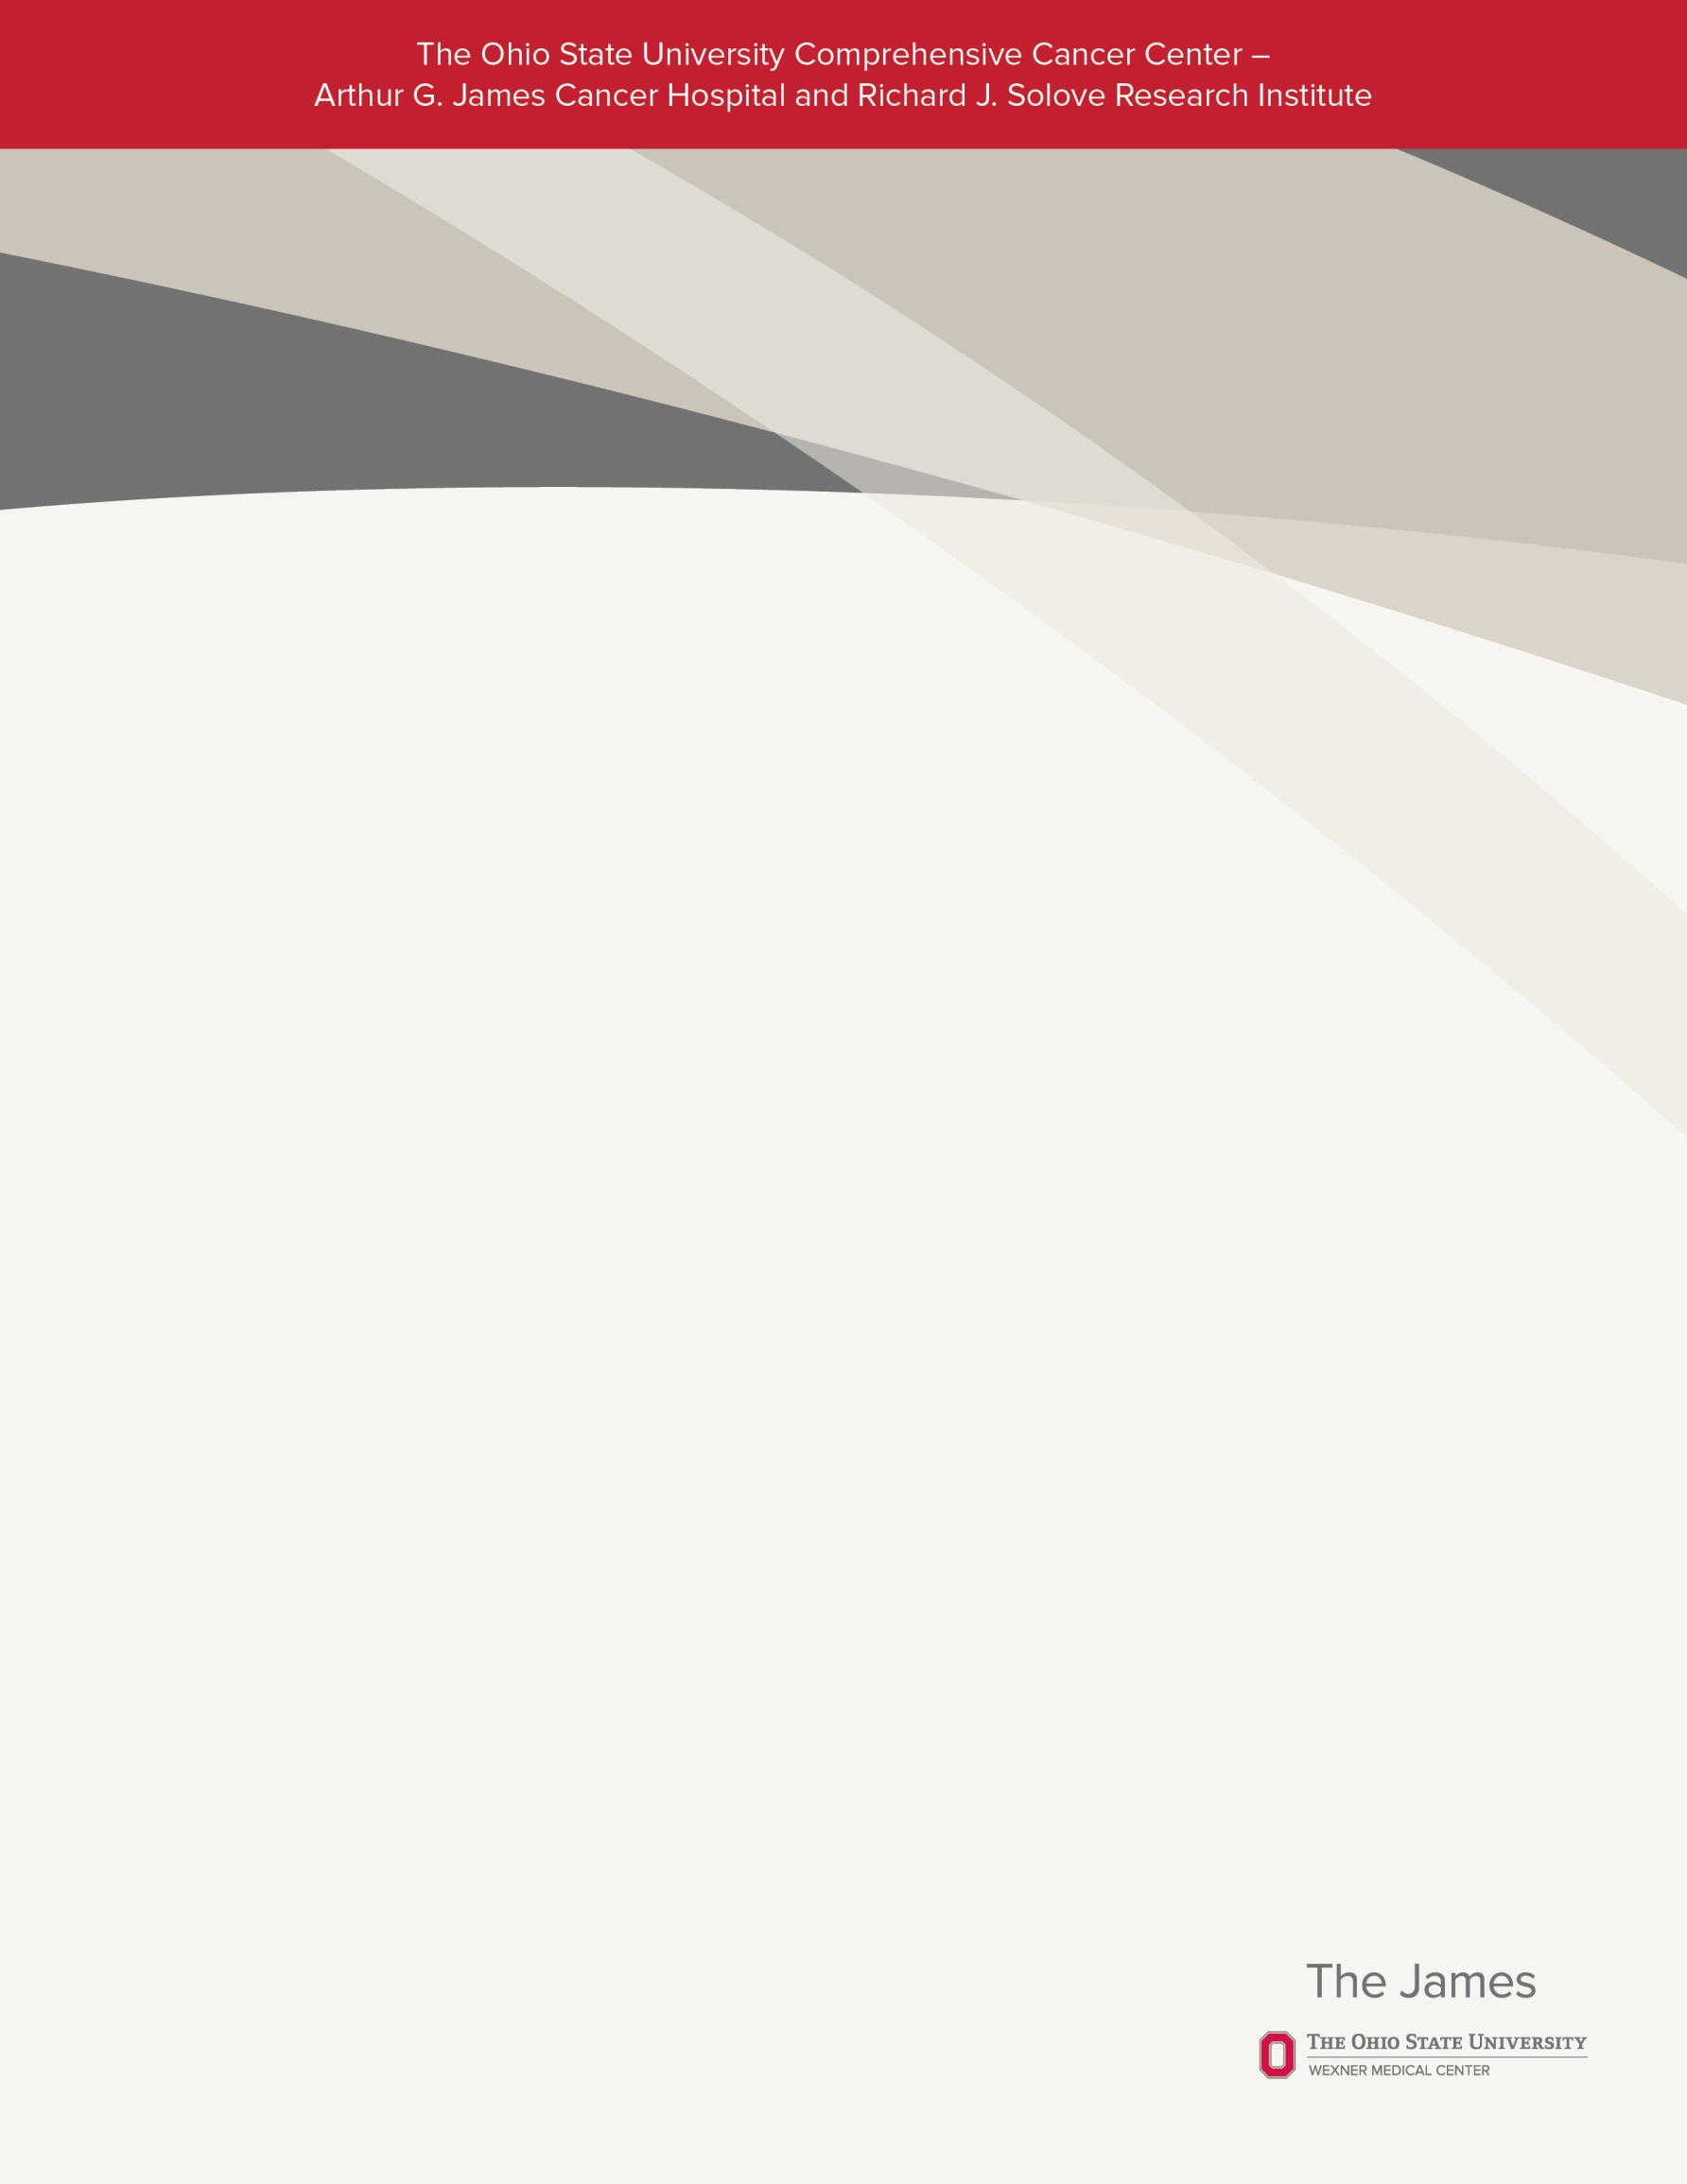 The Ohio State University Comprehensive Cancer Center –
Arthur G. James Cancer Hospital and Richard J. Solove Research Institute
The James
THE OHIO STATE UNIVERSITY
WEXNER MEDICAL CENTER